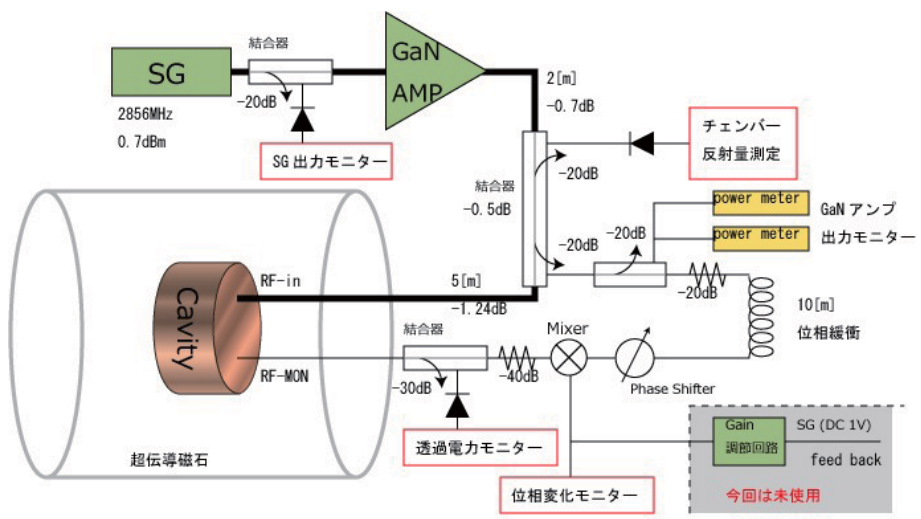 SG
2856MHz
0.7dBm
結合器
-20dB
SG 出力モニター
GaN
AMP
2[m]
-0.7dB
結合器
-0.5dB
-20dB
-20dB
チェンバー
反射量測定
-20dB
power meter
power meter
GaN アンプ
出力モニター
-20dB
10[m]
位相緩衝
RF-in
5[m]
-1.24dB
Cavity
RF-MON
結合器
-30dB
-40dB
Mixer
Phase Shifter
透過電力モニター
超伝導磁石
位相変化モニター
Gain
調節回路
SG (DC 1V)
feed back
今回は未使用